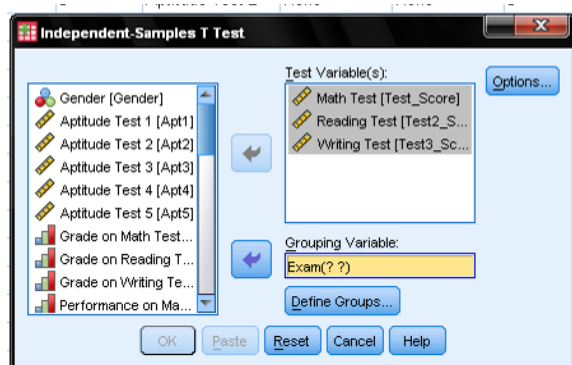 Independent-Samples T Test
Gender [Gender]
Aptitude Test 1 [Apt1]
Aptitude Test 2 [Apt2]
Aptitude Test 3 [Apt3]
Aptitude Test 4 [Apt4]
Aptitude Test 5 [Apt5]
Grade on Math Test...
Grade on Reading T...
Grade on Writing Te...
Performance on Ma...
Test Variable(s):
Math Test [Test_Score]
Reading Test [Test2_S...
Writing Test [Test3_Sc...
Options...
Grouping Variable:
Exam(? ?)
Define Groups...
OK Paste Reset Cancel Help